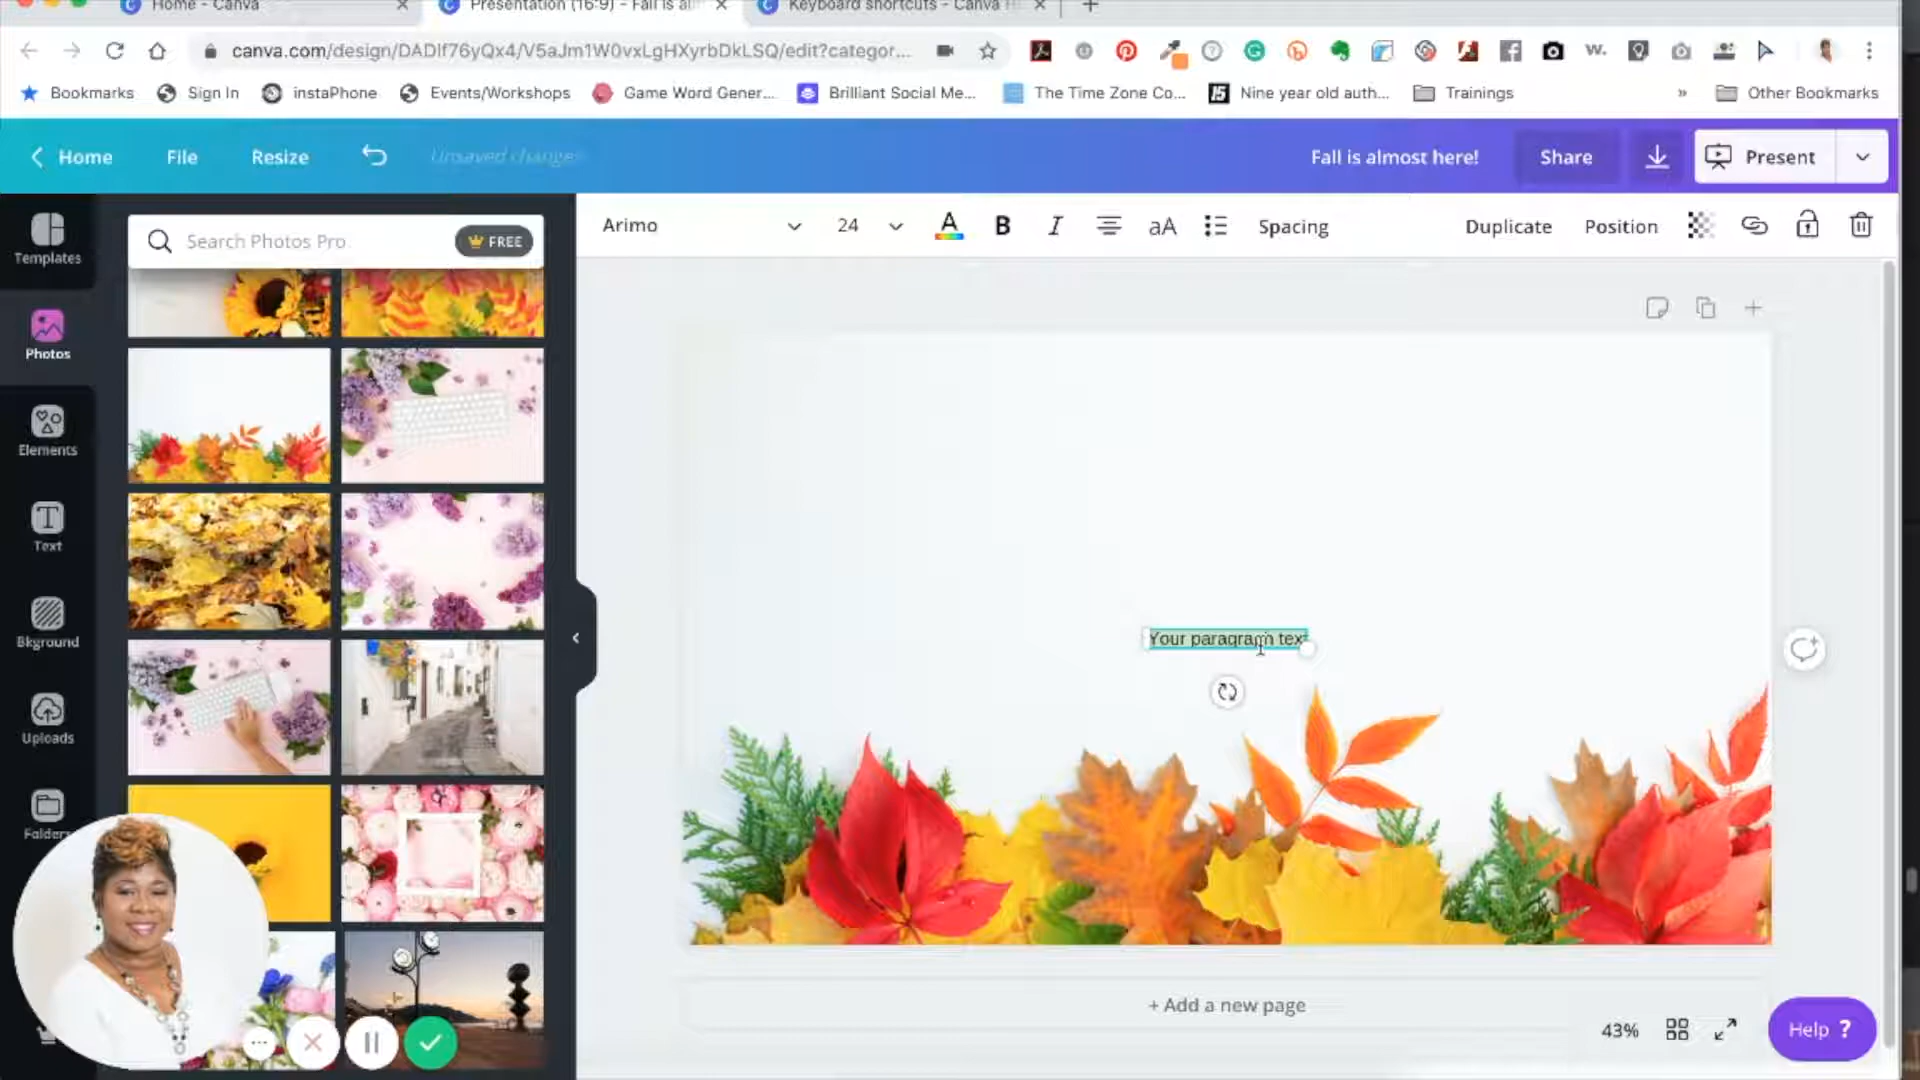 Home - Canva
Presentation (16:9) - Fall is alm
Keyboard shortcuts - Canva H
canva.com/design/DADlf76yQx4/V5aJm1W0vxLgHXyrbDkLSQ/edit?categor...
Bookmarks
Sign In
instaPhone
Events/Workshops
Game Word Gener...
Brilliant Social Me...
The Time Zone Co...
Nine year old auth...
Trainings
»
Other Bookmarks
Home
File
Resize
Unsaved changes
Fall is almost here!
Share
Present
Templates
Photos
Elements
Text
Bkground
Uploads
Folders
Search Photos Pro
FREE
Arimo
24
A
B
I
aA
Spacing
Duplicate
Position
Your paragraph text
+ Add a new page
43%
Help ?